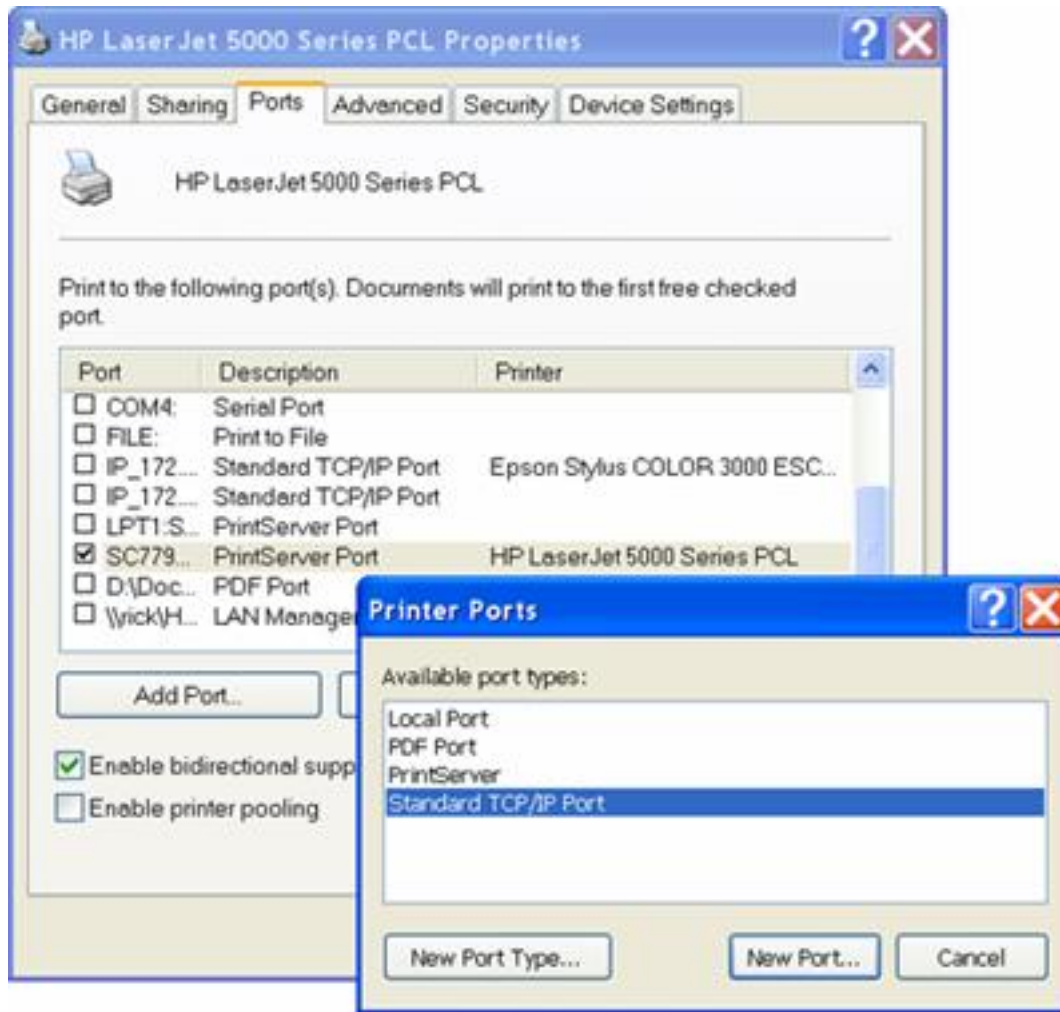 HP LaserJet 5000 Series PCL Properties
General Sharing Ports Advanced Security Device Settings
HP LaserJet 5000 Series PCL
Print to the following port(s). Documents will print to the first free checked
port.
Port Description Printer
COM4: Serial Port
FILE: Print to File
IP_172.... Standard TCP/IP Port Epson Stylus COLOR 3000 ESC...
IP_172.... Standard TCP/IP Port
LPT1:S... PrintServer Port
SC779... PrintServer Port HP LaserJet 5000 Series PCL
D:\Doc... PDF Port
\\rick\H... LAN Manager
Add Port...
Enable bidirectional supp
Enable printer pooling
Printer Ports
Available port types:
Local Port
PDF Port
PrintServer
Standard TCP/IP Port
New Port Type... New Port... Cancel